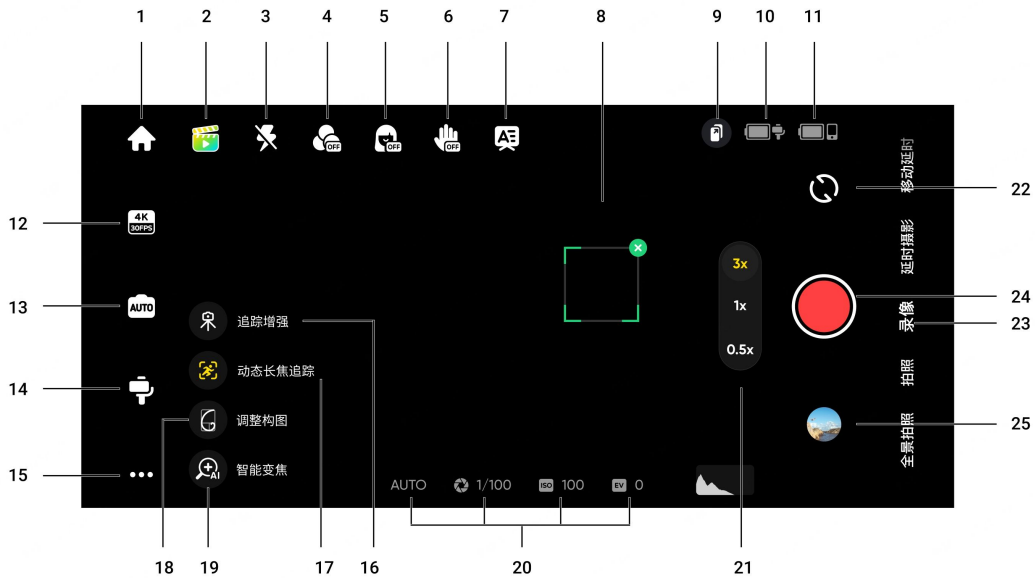 1 2 3 4 5 6 7 8 9 10 11
OFF OFF OFF A
移动延时
22
12 4K
30FPS
延时摄影
3x
13 AUTO
追踪增强
1x
24
录像 23
0.5x
14
动态长焦追踪
拍照
调整构图
全景拍照
25
15
AI 智能变焦
AUTO 1/100 ISO 100 EV 0
18 19 17 16 20 21